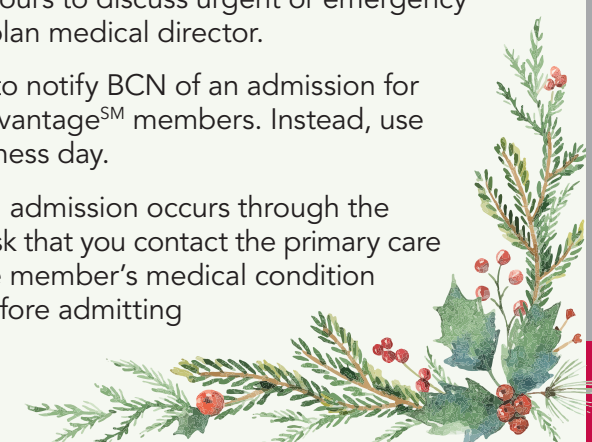 ours to discuss urgent or emergency
plan medical director.
to notify BCN of an admission for
vantageSM members. Instead, use
ness day.
admission occurs through the
sk that you contact the primary care
member’s medical condition
fore admitting